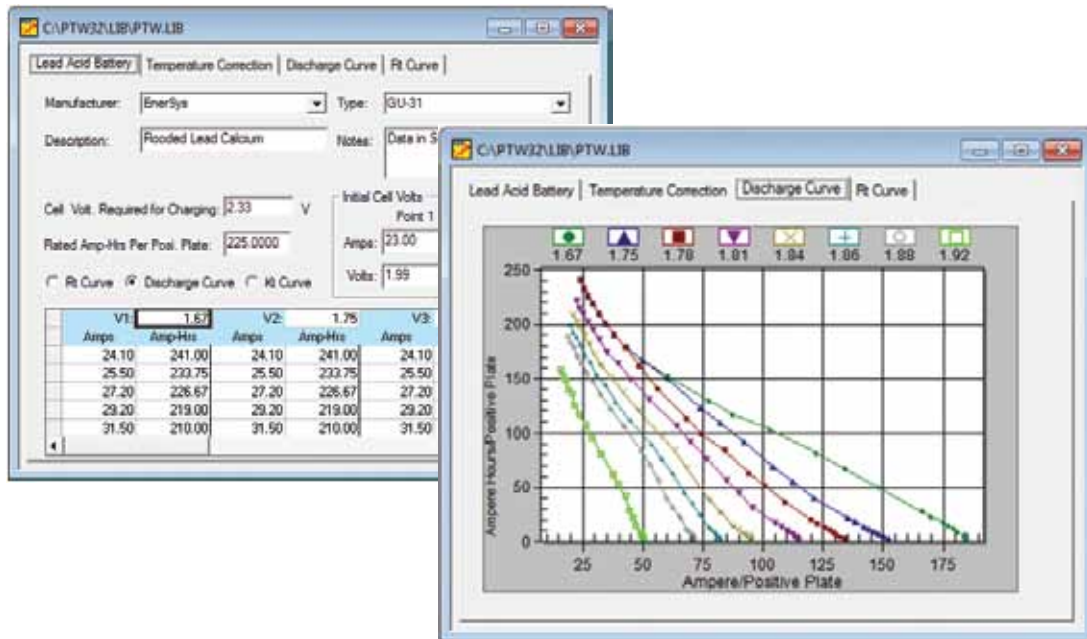 C:\PTW32\LIB\PTW.LIB
Lead Acid Battery Temperature Correction Discharge Curve Rt Curve
Manufacturer: EnerSys Type: GU-31
Description: Flooded Lead Calcium Notes: Data in S
Cell Volt. Required for Charging: 2.33 V Initial Cell Volts
Point 1
Rated Amp-Hrs Per Posi. Plate: 225.0000 Amps: 23.00
Volts: 1.99
Rt Curve Discharge Curve Kt Curve
V1: 1.67 V2: 1.75 V3:
Amps Amp-Hrs Amps Amp-Hrs Amps
24.10 241.00 24.10 241.00 24.10
25.50 233.75 25.50 233.75 25.50
27.20 226.67 27.20 226.67 27.20
29.20 219.00 29.20 219.00 29.20
31.50 210.00 31.50 210.00 31.50
C:\PTW32\LIB\PTW.LIB
Lead Acid Battery Temperature Correction Discharge Curve Rt Curve
1.67 1.75 1.78 1.81 1.84 1.86 1.88 1.92
Ampere Hours/Positive Plate
250
200
150
100
50
0
25 50 75 100 125 150 175
Ampere/Positive Plate